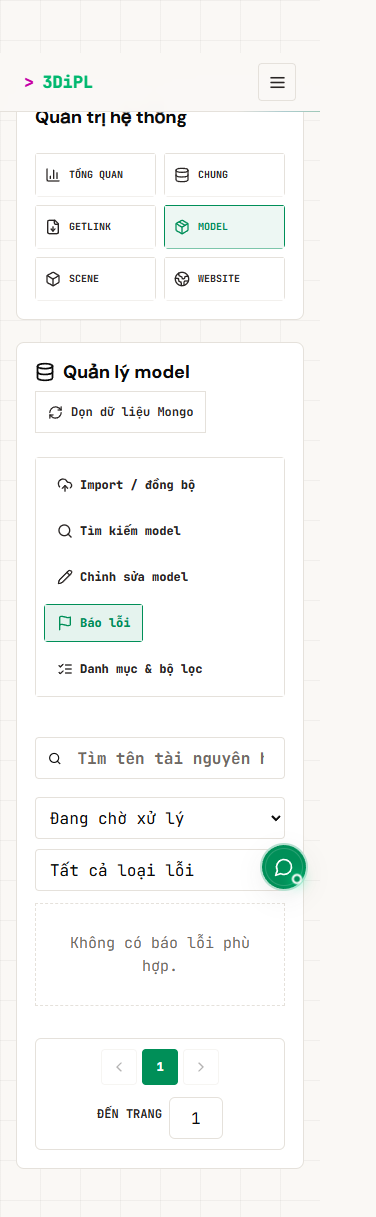 > 3DiPL
Quản trị hệ thống
TỔNG QUAN
CHUNG
GETLINK
MODEL
SCENE
WEBSITE
Quản lý model
Dọn dữ liệu Mongo
Import / đồng bộ
Tìm kiếm model
Chỉnh sửa model
Báo lỗi
Danh mục & bộ lọc
Tìm tên tài nguyên h
Đang chờ xử lý
Tất cả loại lỗi
Không có báo lỗi phù
hợp.
1
ĐẾN TRANG 1